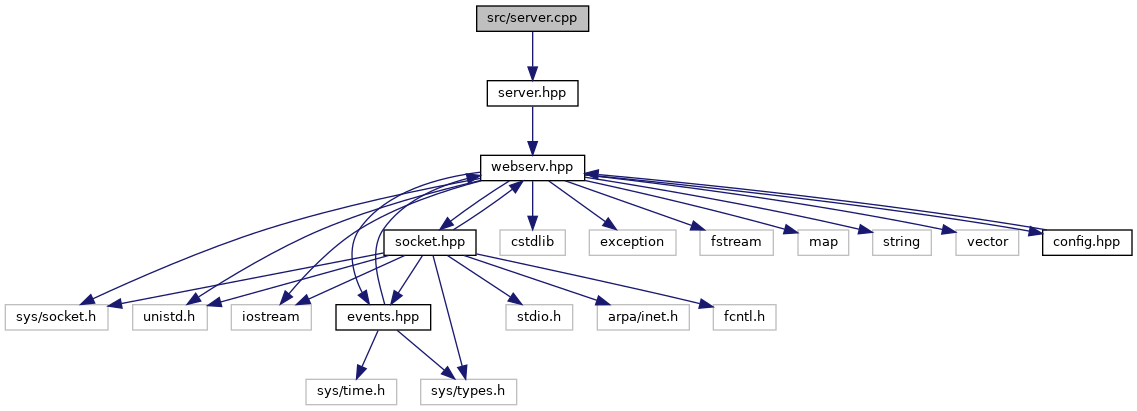 src/server.cpp
server.hpp
webserv.hpp
socket.hpp
cstdlib
exception
fstream
map
string
vector
config.hpp
sys/socket.h
unistd.h
iostream
events.hpp
stdio.h
arpa/inet.h
fcntl.h
sys/time.h
sys/types.h